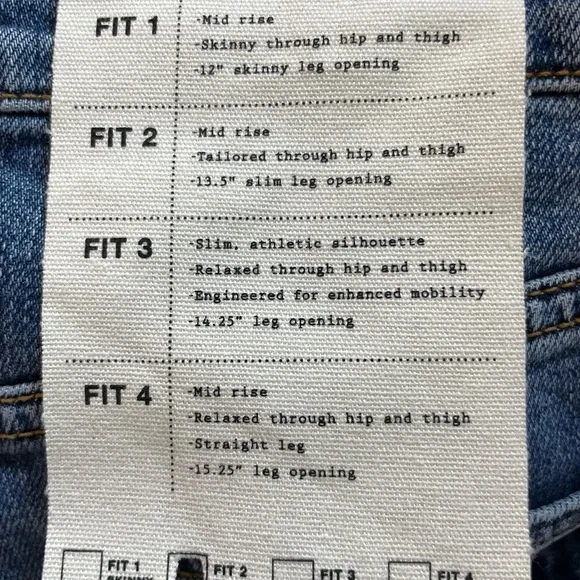 FIT 1
-Mid rise
-Skinny through hip and thigh
-12" skinny leg opening
FIT 2
-Mid rise
-Tailored through hip and thigh
-13.5" slim leg opening
FIT 3
-Slim, athletic silhouette
-Relaxed through hip and thigh
-Engineered for enhanced mobility
-14.25" leg opening
FIT 4
-Mid rise
-Relaxed through hip and thigh
-Straight leg
-15.25" leg opening
FIT 1 FIT 2 FIT 3 FIT 4
SKINNY